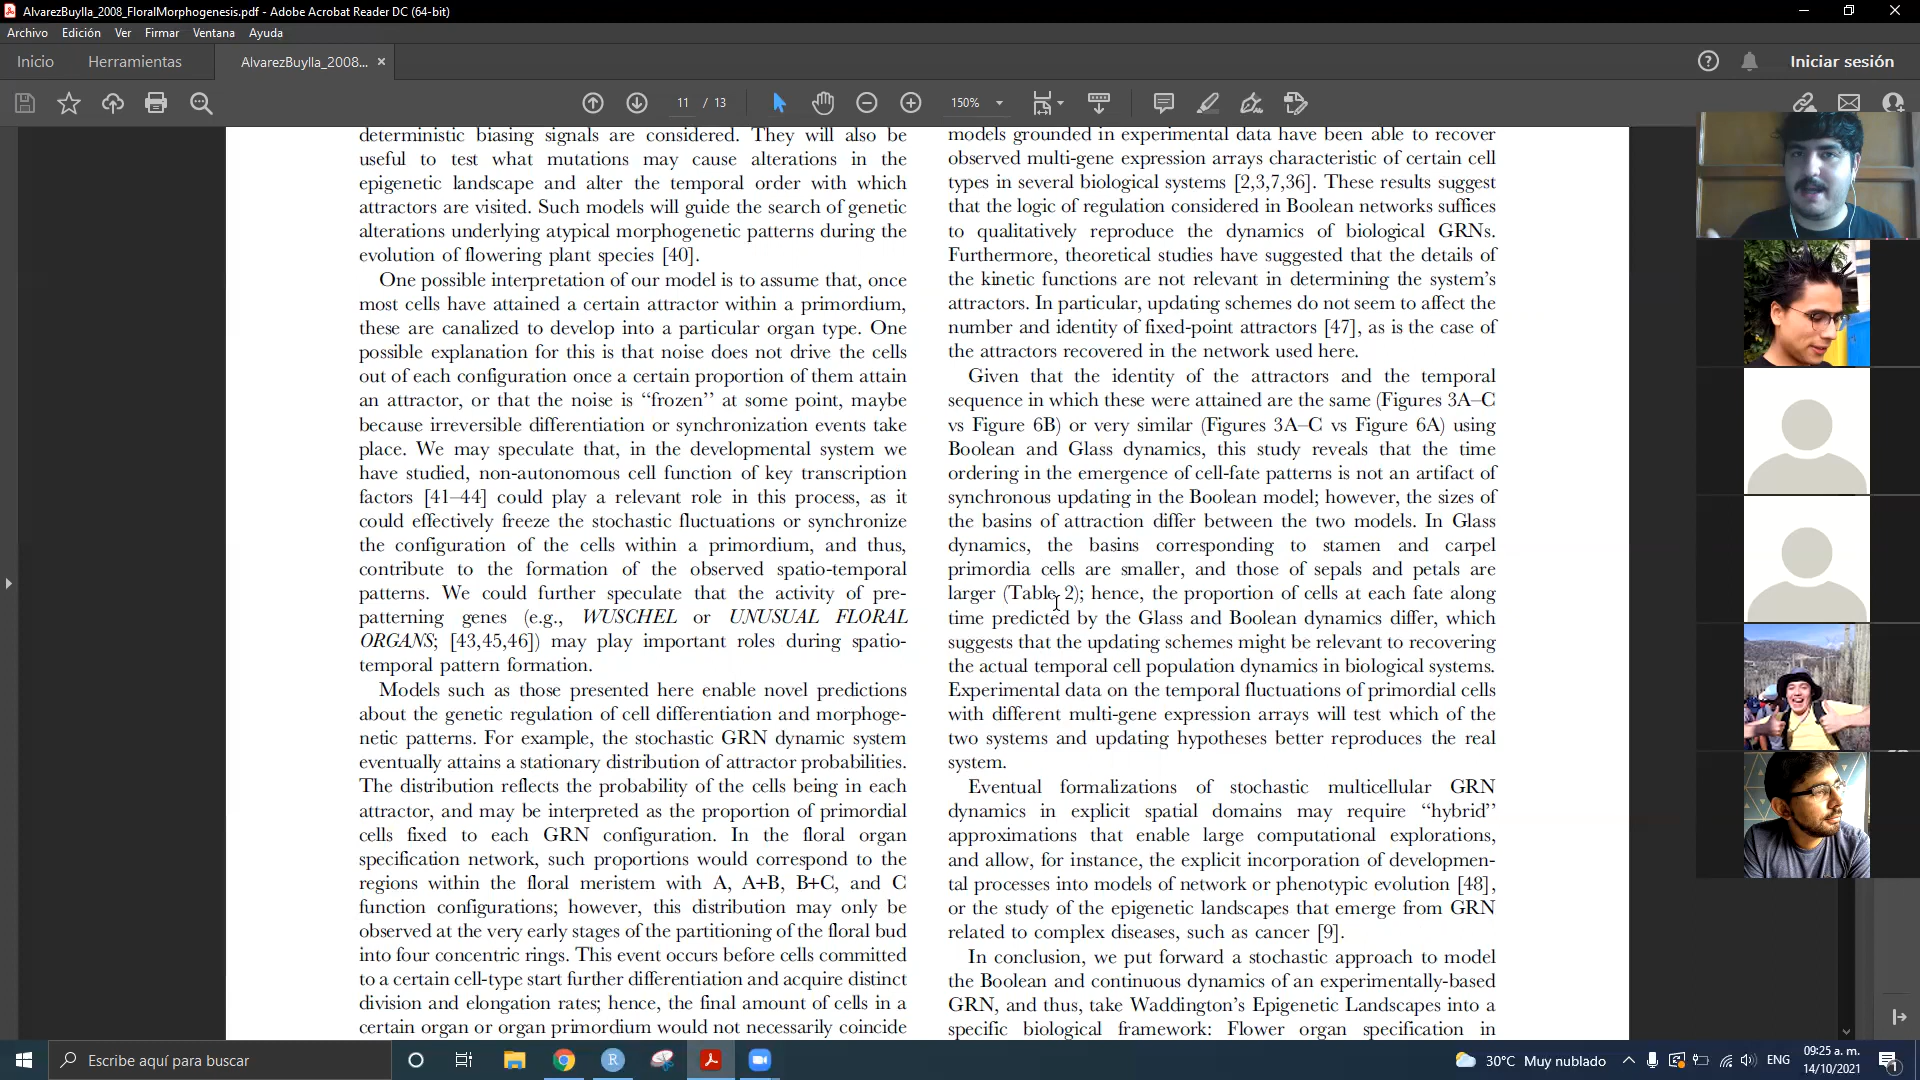 AlvarezBuylla_2008_FloralMorphogenesis.pdf - Adobe Acrobat Reader DC (64-bit)
Archivo Edición Ver Firmar Ventana Ayuda
Inicio Herramientas AlvarezBuylla_2008... × Iniciar sesión
11 / 13 150%
deterministic biasing signals are considered. They will also be
useful to test what mutations may cause alterations in the
epigenetic landscape and alter the temporal order with which
attractors are visited. Such models will guide the search of genetic
alterations underlying atypical morphogenetic patterns during the
evolution of flowering plant species [40].
One possible interpretation of our model is to assume that, once
most cells have attained a certain attractor within a primordium,
these are canalized to develop into a particular organ type. One
possible explanation for this is that noise does not drive the cells
out of each configuration once a certain proportion of them attain
an attractor, or that the noise is ‘‘frozen’’ at some point, maybe
because irreversible differentiation or synchronization events take
place. We may speculate that, in the developmental system we
have studied, non-autonomous cell function of key transcription
factors [41–44] could play a relevant role in this process, as it
could effectively freeze the stochastic fluctuations or synchronize
the configuration of the cells within a primordium, and thus,
contribute to the formation of the observed spatio-temporal
patterns. We could further speculate that the activity of pre-
patterning genes (e.g., WUSCHEL or UNUSUAL FLORAL
ORGANS; [43,45,46]) may play important roles during spatio-
temporal pattern formation.
Models such as those presented here enable novel predictions
about the genetic regulation of cell differentiation and morphoge-
netic patterns. For example, the stochastic GRN dynamic system
eventually attains a stationary distribution of attractor probabilities.
The distribution reflects the probability of the cells being in each
attractor, and may be interpreted as the proportion of primordial
cells fixed to each GRN configuration. In the floral organ
specification network, such proportions would correspond to the
regions within the floral meristem with A, A+B, B+C, and C
function configurations; however, this distribution may only be
observed at the very early stages of the partitioning of the floral bud
into four concentric rings. This event occurs before cells committed
to a certain cell-type start further differentiation and acquire distinct
division and elongation rates; hence, the final amount of cells in a
certain organ or organ primordium would not necessarily coincide
models grounded in experimental data have been able to recover
observed multi-gene expression arrays characteristic of certain cell
types in several biological systems [2,3,7,36]. These results suggest
that the logic of regulation considered in Boolean networks suffices
to qualitatively reproduce the dynamics of biological GRNs.
Furthermore, theoretical studies have suggested that the details of
the kinetic functions are not relevant in determining the system’s
attractors. In particular, updating schemes do not seem to affect the
number and identity of fixed-point attractors [47], as is the case of
the attractors recovered in the network used here.
Given that the identity of the attractors and the temporal
sequence in which these were attained are the same (Figures 3A–C
vs Figure 6B) or very similar (Figures 3A–C vs Figure 6A) using
Boolean and Glass dynamics, this study reveals that the time
ordering in the emergence of cell-fate patterns is not an artifact of
synchronous updating in the Boolean model; however, the sizes of
the basins of attraction differ between the two models. In Glass
dynamics, the basins corresponding to stamen and carpel
primordia cells are smaller, and those of sepals and petals are
larger (Table 2); hence, the proportion of cells at each fate along
time predicted by the Glass and Boolean dynamics differ, which
suggests that the updating schemes might be relevant to recovering
the actual temporal cell population dynamics in biological systems.
Experimental data on the temporal fluctuations of primordial cells
with different multi-gene expression arrays will test which of the
two systems and updating hypotheses better reproduces the real
system.
Eventual formalizations of stochastic multicellular GRN
dynamics in explicit spatial domains may require ‘‘hybrid’’
approximations that enable large computational explorations,
and allow, for instance, the explicit incorporation of developmen-
tal processes into models of network or phenotypic evolution [48],
or the study of the epigenetic landscapes that emerge from GRN
related to complex diseases, such as cancer [9].
In conclusion, we put forward a stochastic approach to model
the Boolean and continuous dynamics of an experimentally-based
GRN, and thus, take Waddington’s Epigenetic Landscapes into a
specific biological framework: Flower organ specification in
Escribe aquí para buscar
30°C Muy nublado ENG
09:25 a. m.
14/10/2021